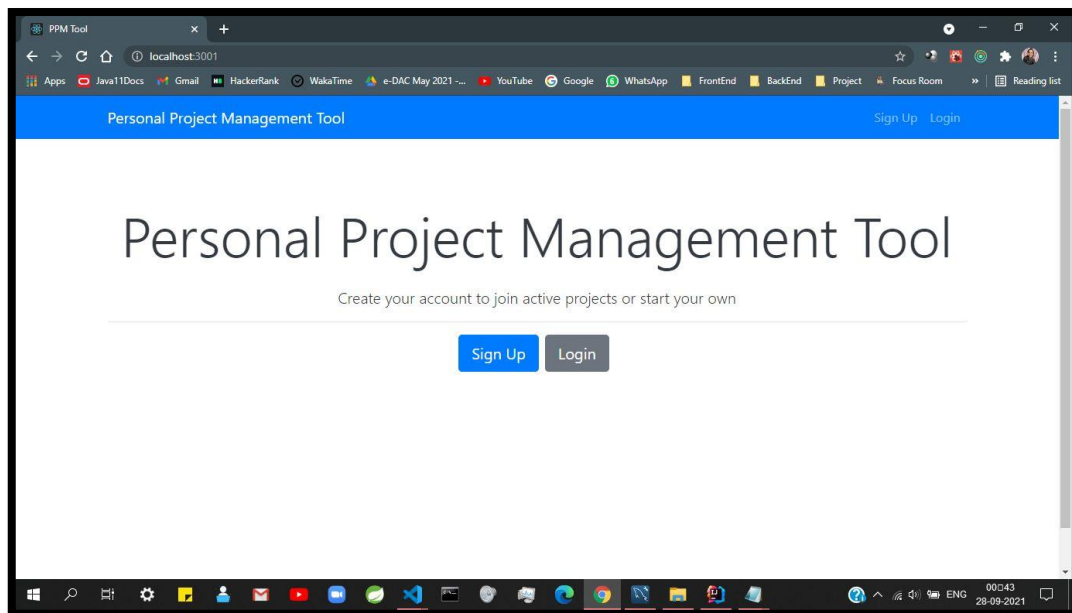 PPM Tool
localhost:3001
Apps Java11Docs Gmail HackerRank WakaTime e-DAC May 2021 -... YouTube Google WhatsApp FrontEnd BackEnd Project Focus Room » Reading list
Personal Project Management Tool Sign Up Login
Personal Project Management Tool
Create your account to join active projects or start your own
Sign Up Login
ENG
00□43
28-09-2021